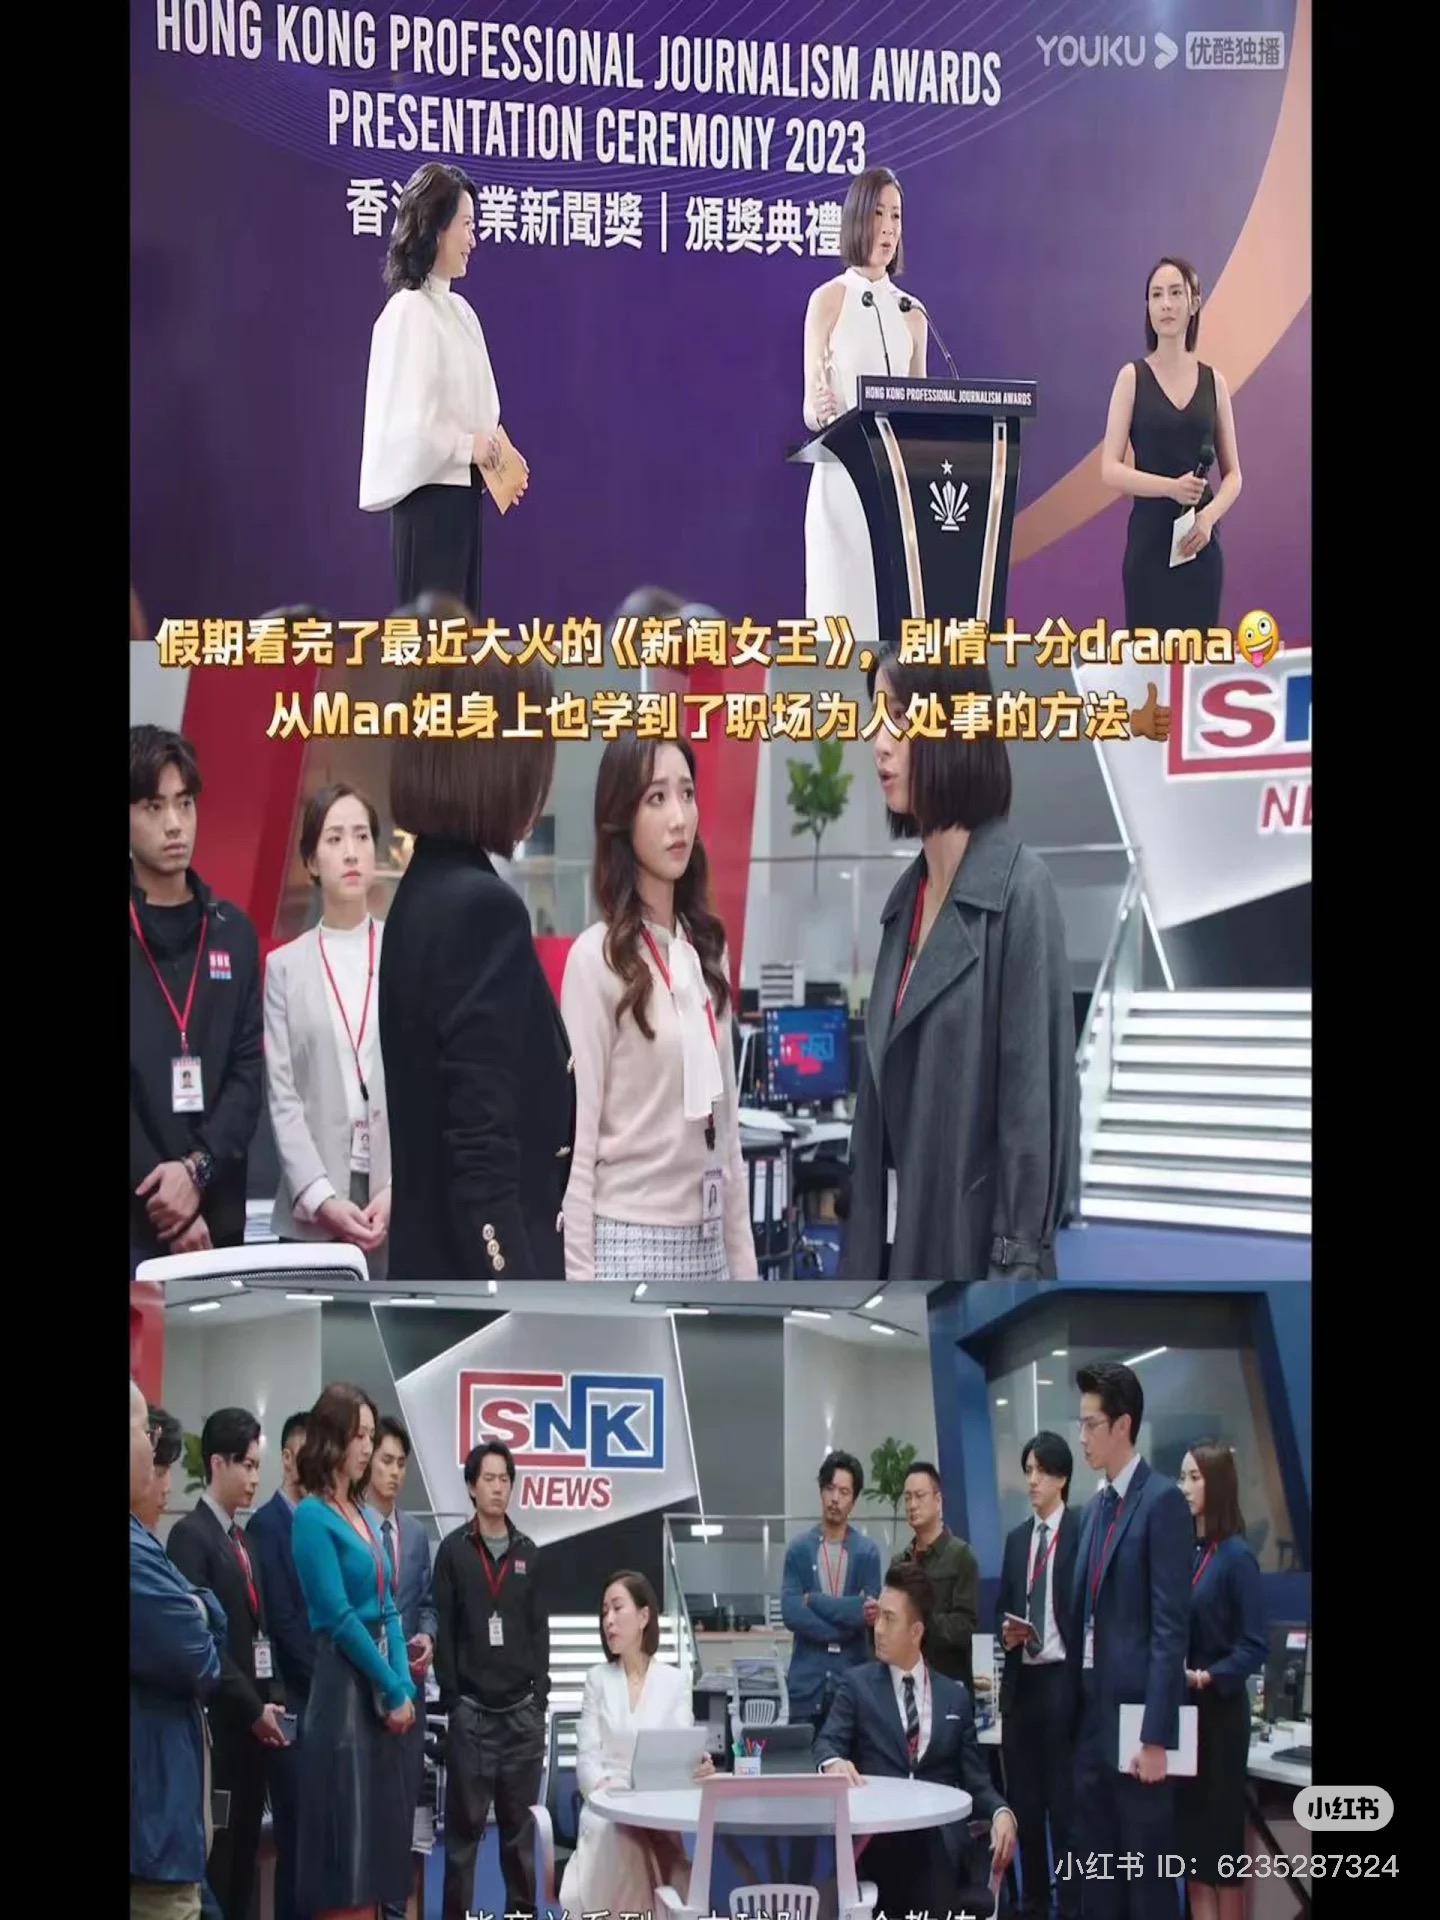 HONG KONG PROFESSIONAL JOURNALISM AWARDS
PRESENTATION CEREMONY 2023
YOUKU 优酷独播
香 業新聞獎｜頒獎典禮
HONG KONG PROFESSIONAL JOURNALISM AWARDS
假期看完了最近大火的《新闻女王》，剧情十分drama🤪
从Man姐身上也学到了职场为人处事的方法👍🏾
S
NE
SNK
SNK
NEWS
小红书
小红书 ID：6235287324